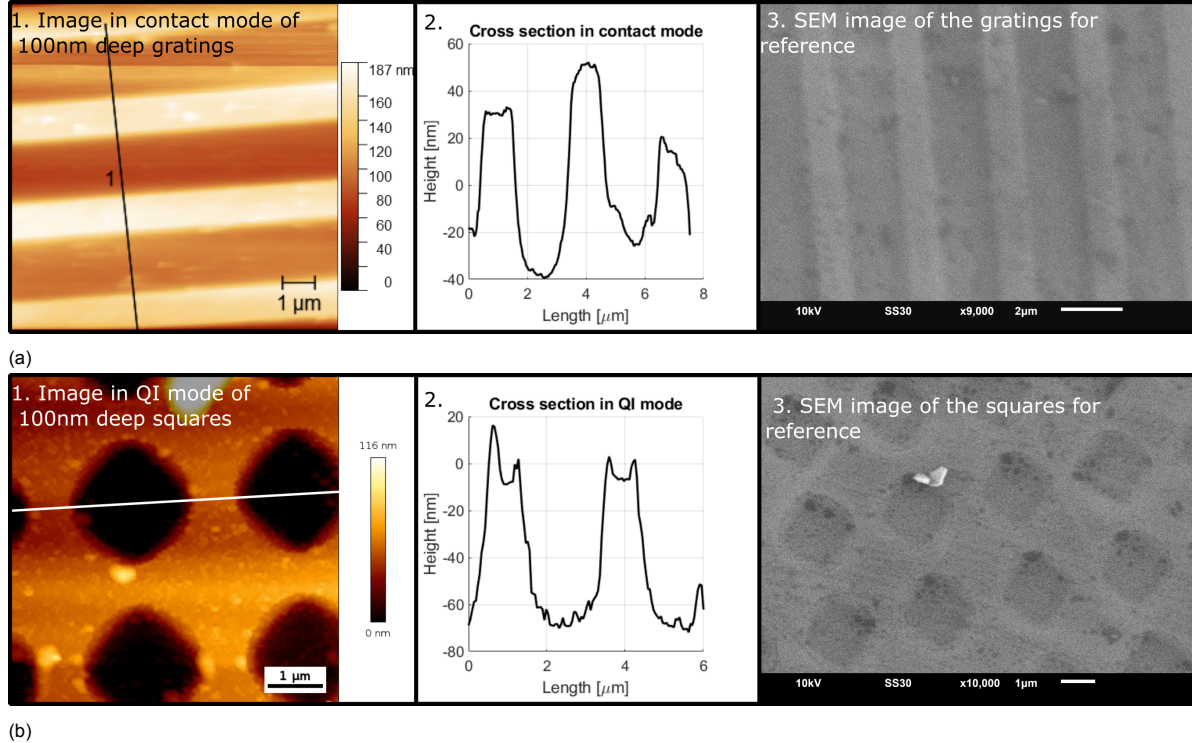 1. Image in contact mode of
100nm deep gratings
1
1 µm
187 nm
160
140
120
100
80
60
40
0
2.
Cross section in contact mode
60
40
20
0
-20
-40
Height [nm]
0 2 4 6 8
Length [µm]
3. SEM image of the gratings for
reference
10kV SS30 x9,000 2µm
(a)
1. Image in QI mode of
100nm deep squares
1 µm
116 nm
0 nm
2.
Cross section in QI mode
20
0
-20
-40
-60
-80
Height [nm]
0 2 4 6
Length [µm]
3. SEM image of the squares for
reference
10kV SS30 x10,000 1µm
(b)